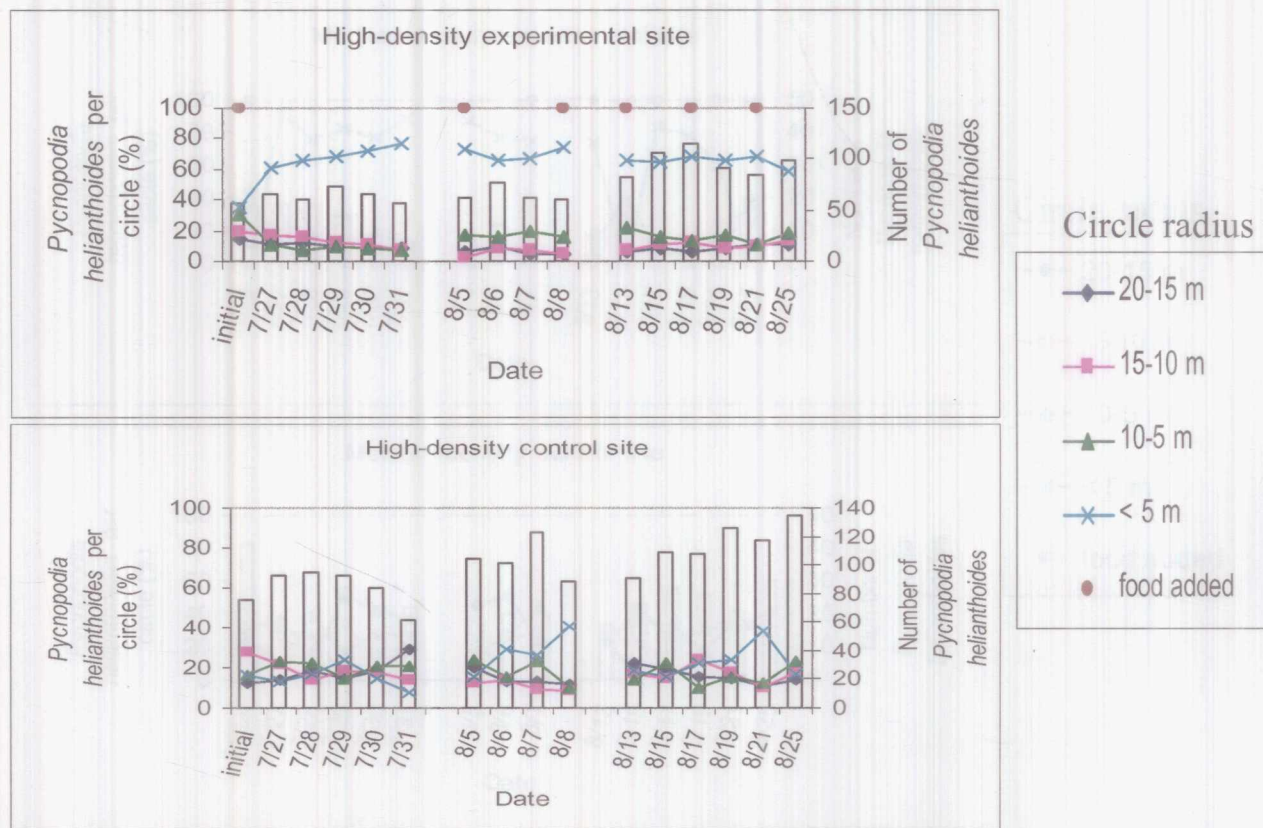 High-density experimental site
Pycnopodia
helianthoides per
circle (%)
100
80
60
40
20
0
150
100
50
0
Number of
Pycnopodia
helianthoides
initial
7/27
7/28
7/29
7/30
7/31
8/5
8/6
8/7
8/8
8/13
8/15
8/17
8/19
8/21
8/25
Date
High-density control site
Pycnopodia
helianthoides per
circle (%)
100
80
60
40
20
0
140
120
100
80
60
40
20
0
Number of
Pycnopodia
helianthoides
initial
7/27
7/28
7/29
7/30
7/31
8/5
8/6
8/7
8/8
8/13
8/15
8/17
8/19
8/21
8/25
Date
Circle radius
20-15 m
15-10 m
10-5 m
< 5 m
food added